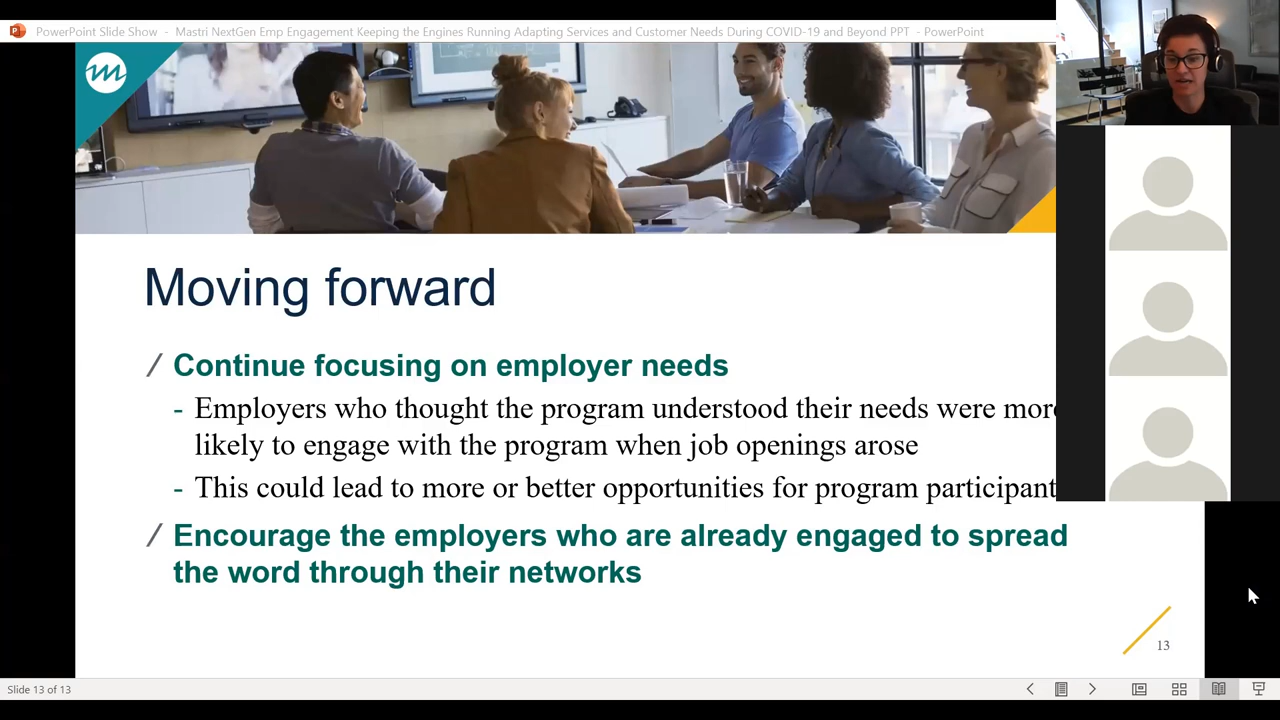 PowerPoint Slide Show - Mastri NextGen Emp Engagement Keeping the Engines Running Adapting Services and Customer Needs During COVID-19 and Beyond PPT - PowerPoint
Moving forward
/ Continue focusing on employer needs
- Employers who thought the program understood their needs were more
likely to engage with the program when job openings arose
- This could lead to more or better opportunities for program participant
/ Encourage the employers who are already engaged to spread
the word through their networks
13
Slide 13 of 13